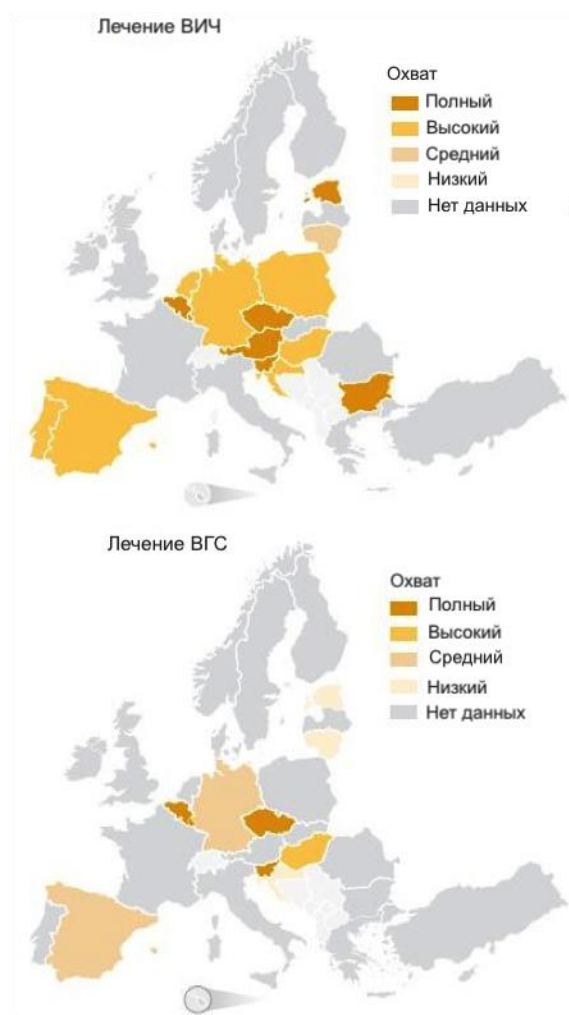 Лечение ВИЧ
Охват
Полный
Высокий
Средний
Низкий
Нет данных
Лечение ВГС
Охват
Полный
Высокий
Средний
Низкий
Нет данных